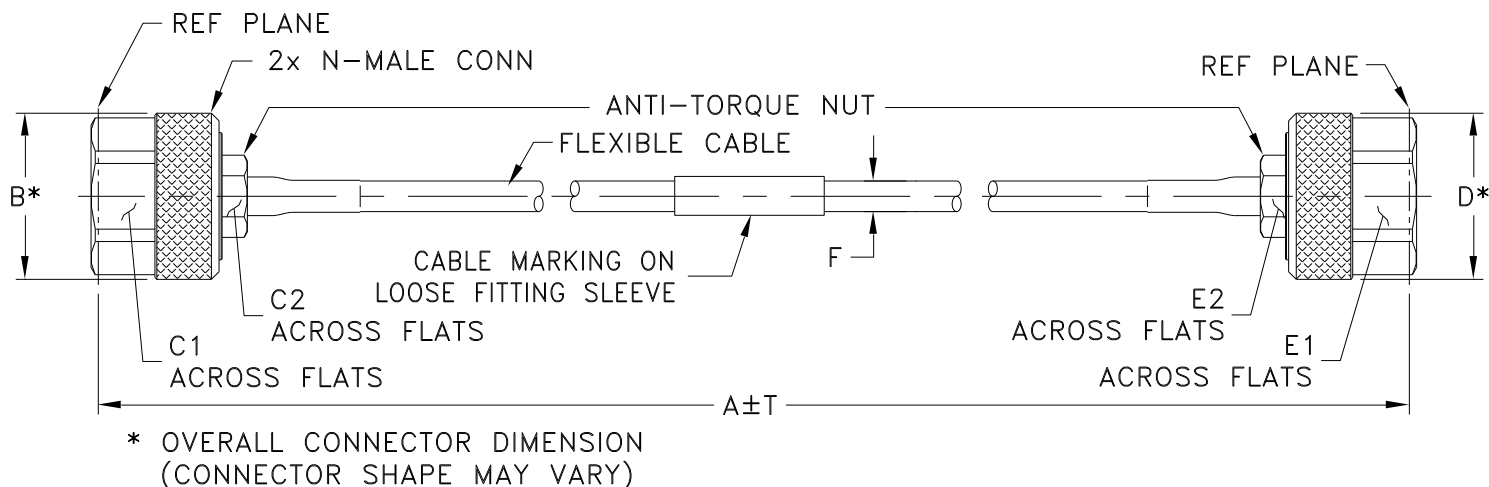 REF PLANE
2x N-MALE CONN
REF PLANE
ANTI-TORQUE NUT
FLEXIBLE CABLE
B*
D*
F
CABLE MARKING ON
LOOSE FITTING SLEEVE
C2
ACROSS FLATS
E2
ACROSS FLATS
C1
ACROSS FLATS
E1
ACROSS FLATS
A±T
* OVERALL CONNECTOR DIMENSION
(CONNECTOR SHAPE MAY VARY)